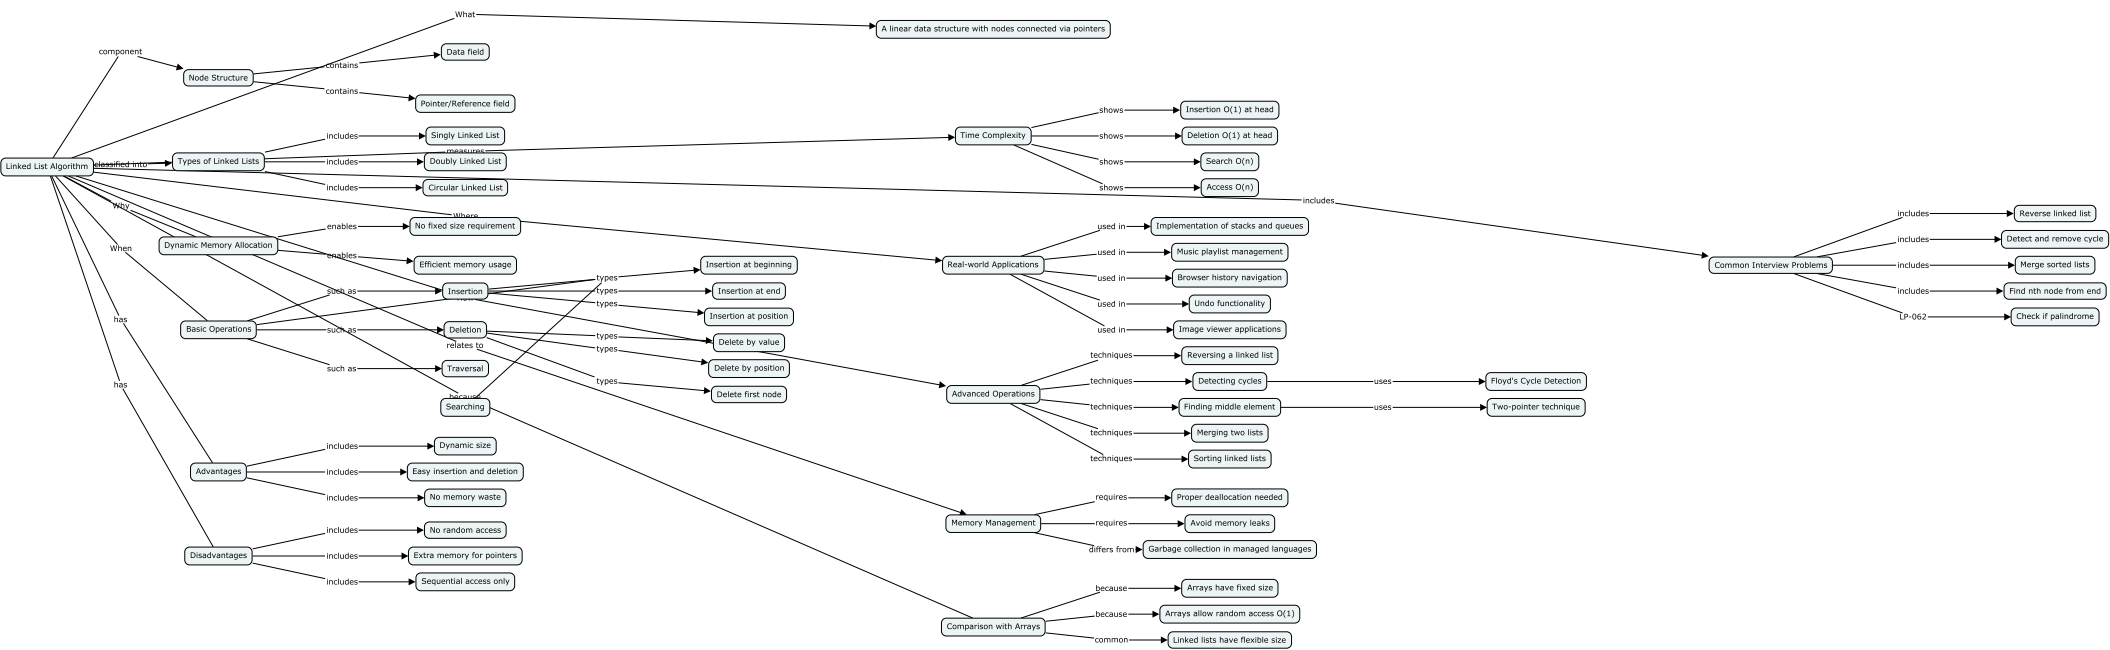 What
A linear data structure with nodes connected via pointers
component
Data field
Node Structure
contains
contains
Pointer/Reference field
Linked List Algorithm
classified into
Types of Linked Lists
includes
Singly Linked List
measures
includes
Doubly Linked List
includes
Circular Linked List
Time Complexity
shows
Insertion O(1) at head
shows
Deletion O(1) at head
shows
Search O(n)
shows
Access O(n)
includes
Common Interview Problems
includes
Reverse linked list
includes
Detect and remove cycle
includes
Merge sorted lists
includes
Find nth node from end
LP-062
Check if palindrome
Why
Where
When
Dynamic Memory Allocation
enables
No fixed size requirement
enables
Efficient memory usage
Real-world Applications
used in
Implementation of stacks and queues
used in
Music playlist management
used in
Browser history navigation
used in
Undo functionality
used in
Image viewer applications
Basic Operations
such as
Insertion
types
Insertion at beginning
types
Insertion at end
types
Insertion at position
such as
Deletion
types
Delete by value
types
Delete by position
types
Delete first node
such as
Traversal
relates to
because
Searching
Advanced Operations
techniques
Reversing a linked list
techniques
Detecting cycles
uses
Floyd's Cycle Detection
techniques
Finding middle element
uses
Two-pointer technique
techniques
Merging two lists
techniques
Sorting linked lists
has
Advantages
includes
Dynamic size
includes
Easy insertion and deletion
includes
No memory waste
has
Disadvantages
includes
No random access
includes
Extra memory for pointers
includes
Sequential access only
Memory Management
requires
Proper deallocation needed
requires
Avoid memory leaks
differs from
Garbage collection in managed languages
Comparison with Arrays
because
Arrays have fixed size
because
Arrays allow random access O(1)
common
Linked lists have flexible size